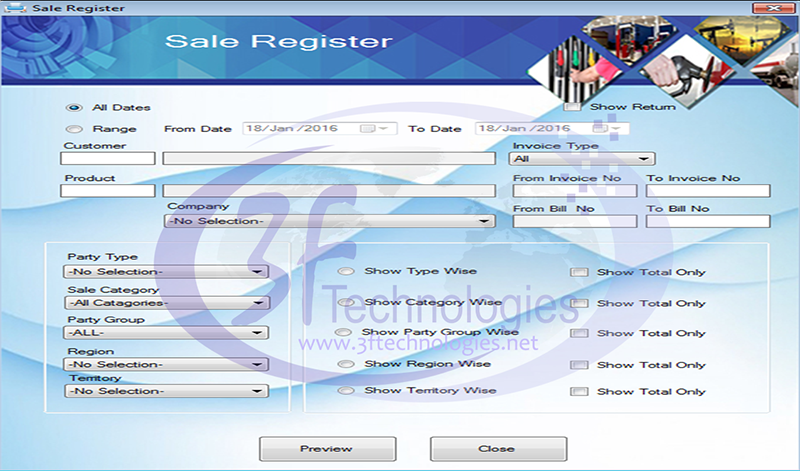 Sale Register
Sale Register
All Dates
Show Return
Range From Date 18/Jan /2016 To Date 18/Jan /2016
Customer Invoice Type
All
Product From Invoice No To Invoice No
Company From Bill No To Bill No
-No Selection-
3f Technologies
www.3ftechnologies.net
Party Type
-No Selection- Show Type Wise Show Total Only
Sale Category
-All Catagories- Show Category Wise Show Total Only
Party Group
-ALL- Show Party Group Wise Show Total Only
Region
-No Selection- Show Region Wise Show Total Only
Territory
-No Selection- Show Territory Wise Show Total Only
Preview Close